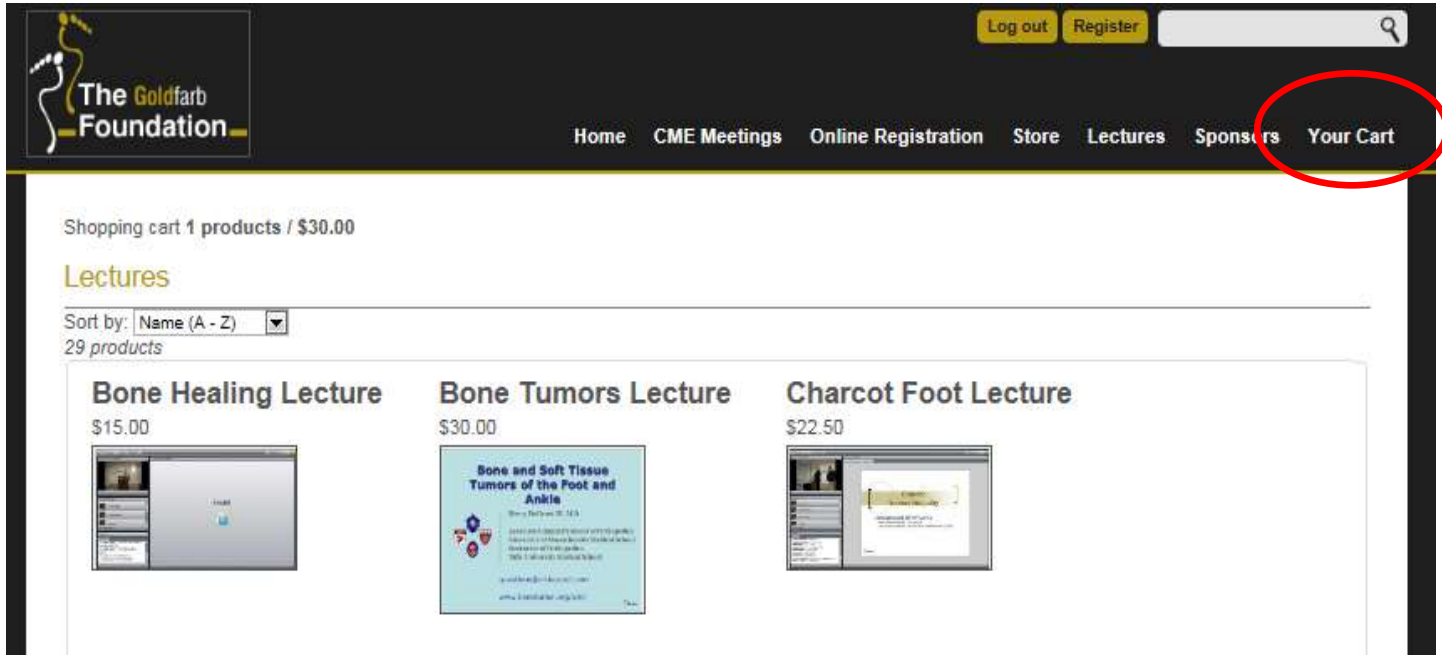 The Goldfarb
Foundation
Log out Register
Home CME Meetings Online Registration Store Lectures Sponsors Your Cart
Shopping cart 1 products / $30.00
Lectures
Sort by: Name (A - Z)
29 products
Bone Healing Lecture Bone Tumors Lecture Charcot Foot Lecture
$15.00 $30.00 $22.50
Bone and Soft Tissue
Tumors of the Foot and
Ankle